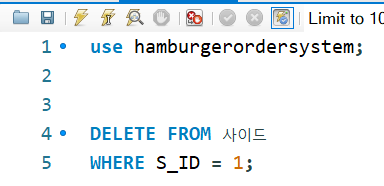 Limit to 10
1 use hamburgerordersystem;
2
3
4 DELETE FROM 사이드
5 WHERE S_ID = 1;